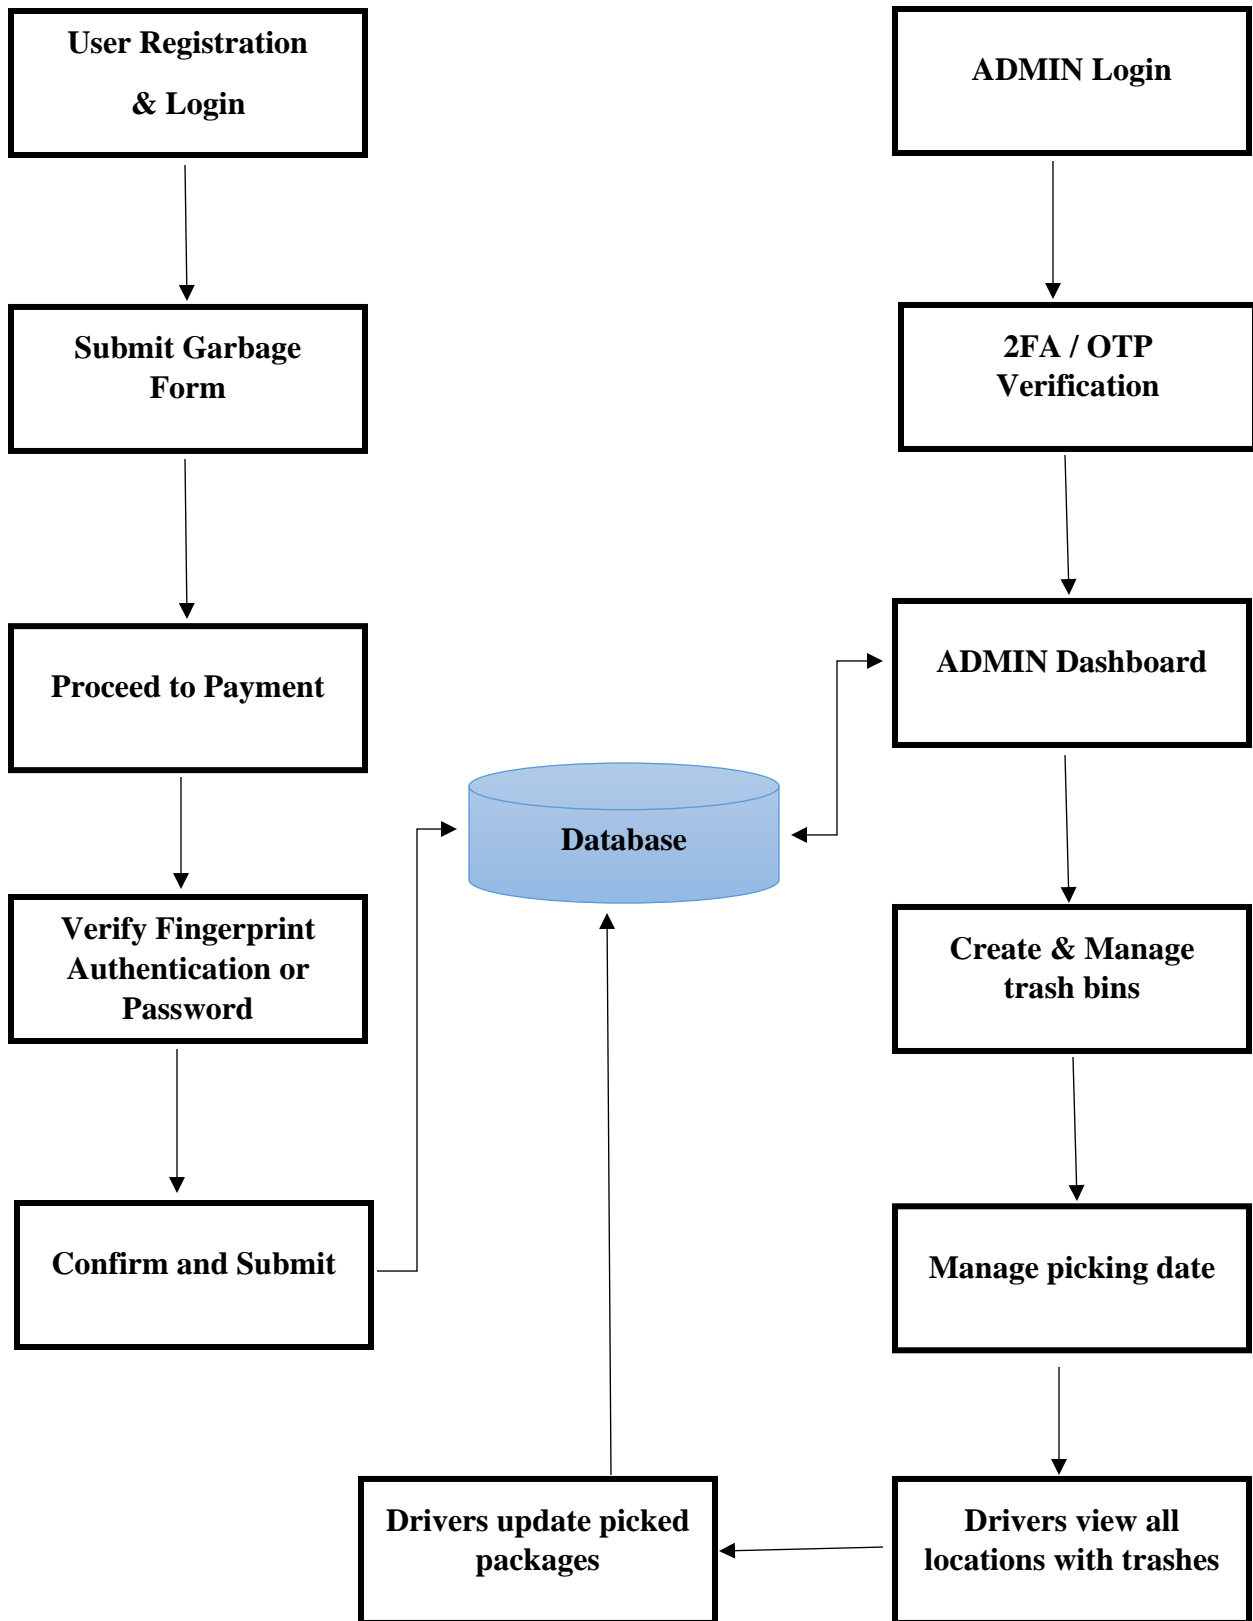 User Registration
& Login
ADMIN Login
Submit Garbage
Form
2FA / OTP
Verification
Proceed to Payment
ADMIN Dashboard
Database
Verify Fingerprint
Authentication or
Password
Create & Manage
trash bins
Confirm and Submit
Manage picking date
Drivers update picked
packages
Drivers view all
locations with trashes